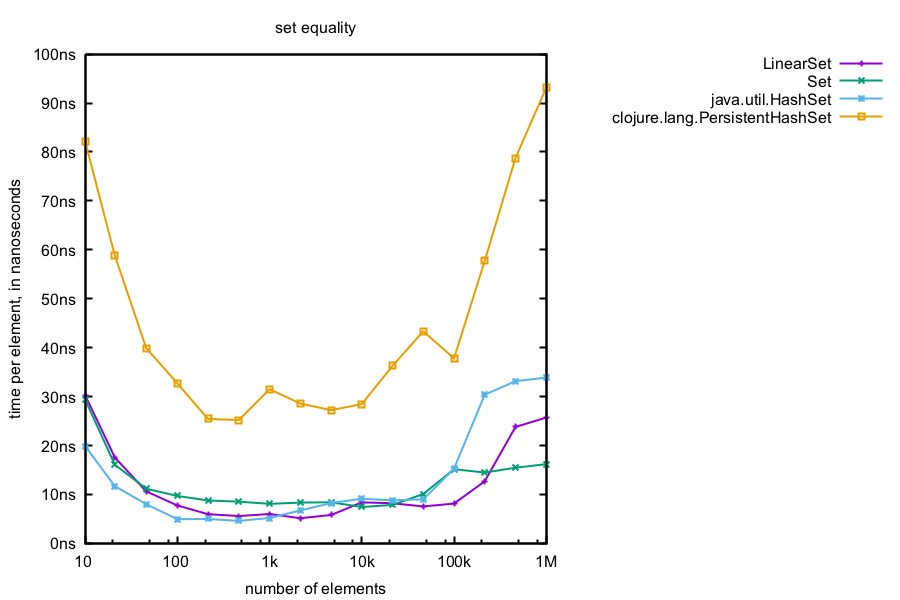 set equality
100ns
90ns
80ns
70ns
60ns
50ns
40ns
30ns
20ns
10ns
0ns
time per element, in nanoseconds
10 100 1k 10k 100k 1M
number of elements
LinearSet
Set
java.util.HashSet
clojure.lang.PersistentHashSet